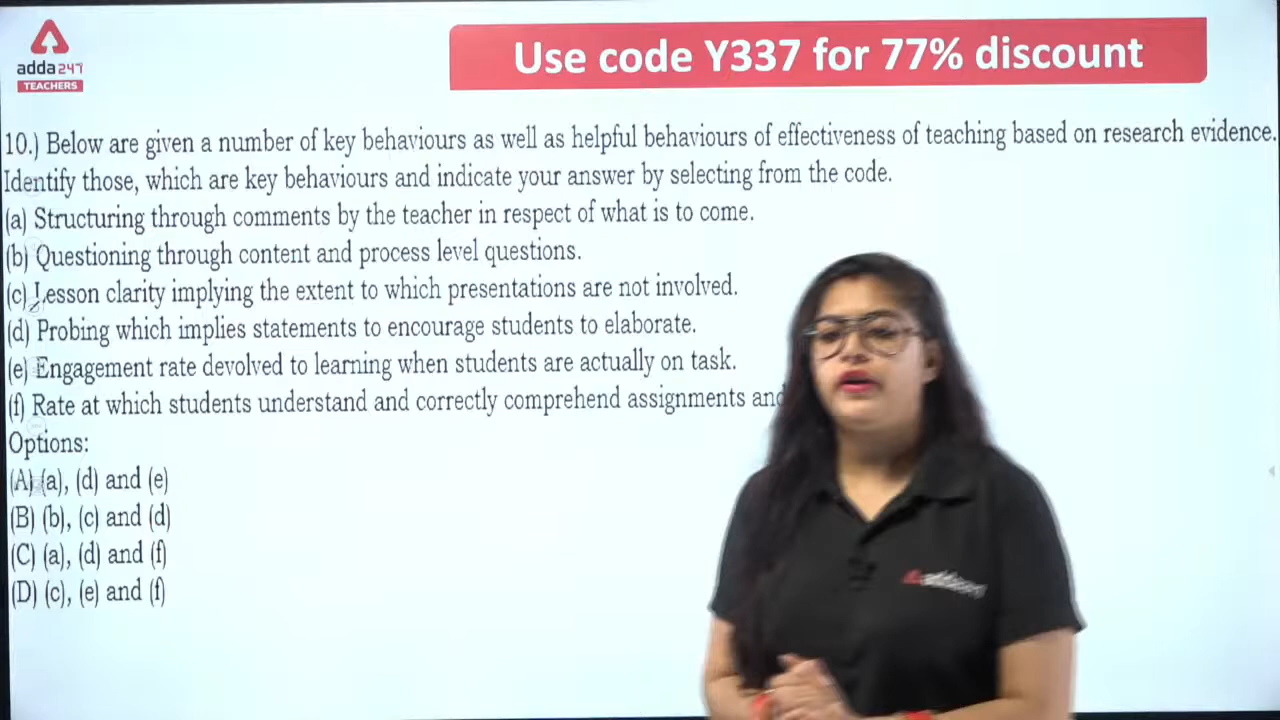 adda247
TEACHERS
Use code Y337 for 77% discount
10.) Below are given a number of key behaviours as well as helpful behaviours of effectiveness of teaching based on research evidence.
Identify those, which are key behaviours and indicate your answer by selecting from the code.
(a) Structuring through comments by the teacher in respect of what is to come.
(b) Questioning through content and process level questions.
(c) Lesson clarity implying the extent to which presentations are not involved.
(d) Probing which implies statements to encourage students to elaborate.
(e) Engagement rate devolved to learning when students are actually on task.
(f) Rate at which students understand and correctly comprehend assignments and
Options:
(A) (a), (d) and (e)
(B) (b), (c) and (d)
(C) (a), (d) and (f)
(D) (c), (e) and (f)